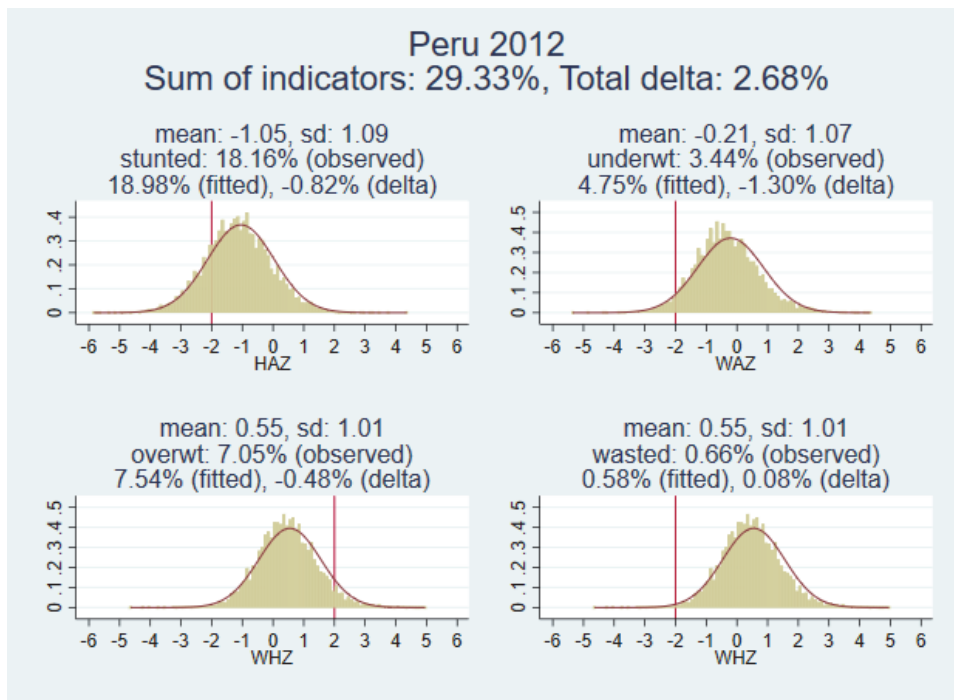 Peru 2012
Sum of indicators: 29.33%, Total delta: 2.68%
mean: -1.05, sd: 1.09
stunted: 18.16% (observed)
18.98% (fitted), -0.82% (delta)
0 .1 .2 .3 .4
-6 -5 -4 -3 -2 -1 0 1 2 3 4 5 6
HAZ
mean: -0.21, sd: 1.07
underwt: 3.44% (observed)
4.75% (fitted), -1.30% (delta)
0 .1 .2 .3 .4 .5
-6 -5 -4 -3 -2 -1 0 1 2 3 4 5 6
WAZ
mean: 0.55, sd: 1.01
overwt: 7.05% (observed)
7.54% (fitted), -0.48% (delta)
0 .1 .2 .3 .4 .5
-6 -5 -4 -3 -2 -1 0 1 2 3 4 5 6
WHZ
mean: 0.55, sd: 1.01
wasted: 0.66% (observed)
0.58% (fitted), 0.08% (delta)
0 .1 .2 .3 .4 .5
-6 -5 -4 -3 -2 -1 0 1 2 3 4 5 6
WHZ